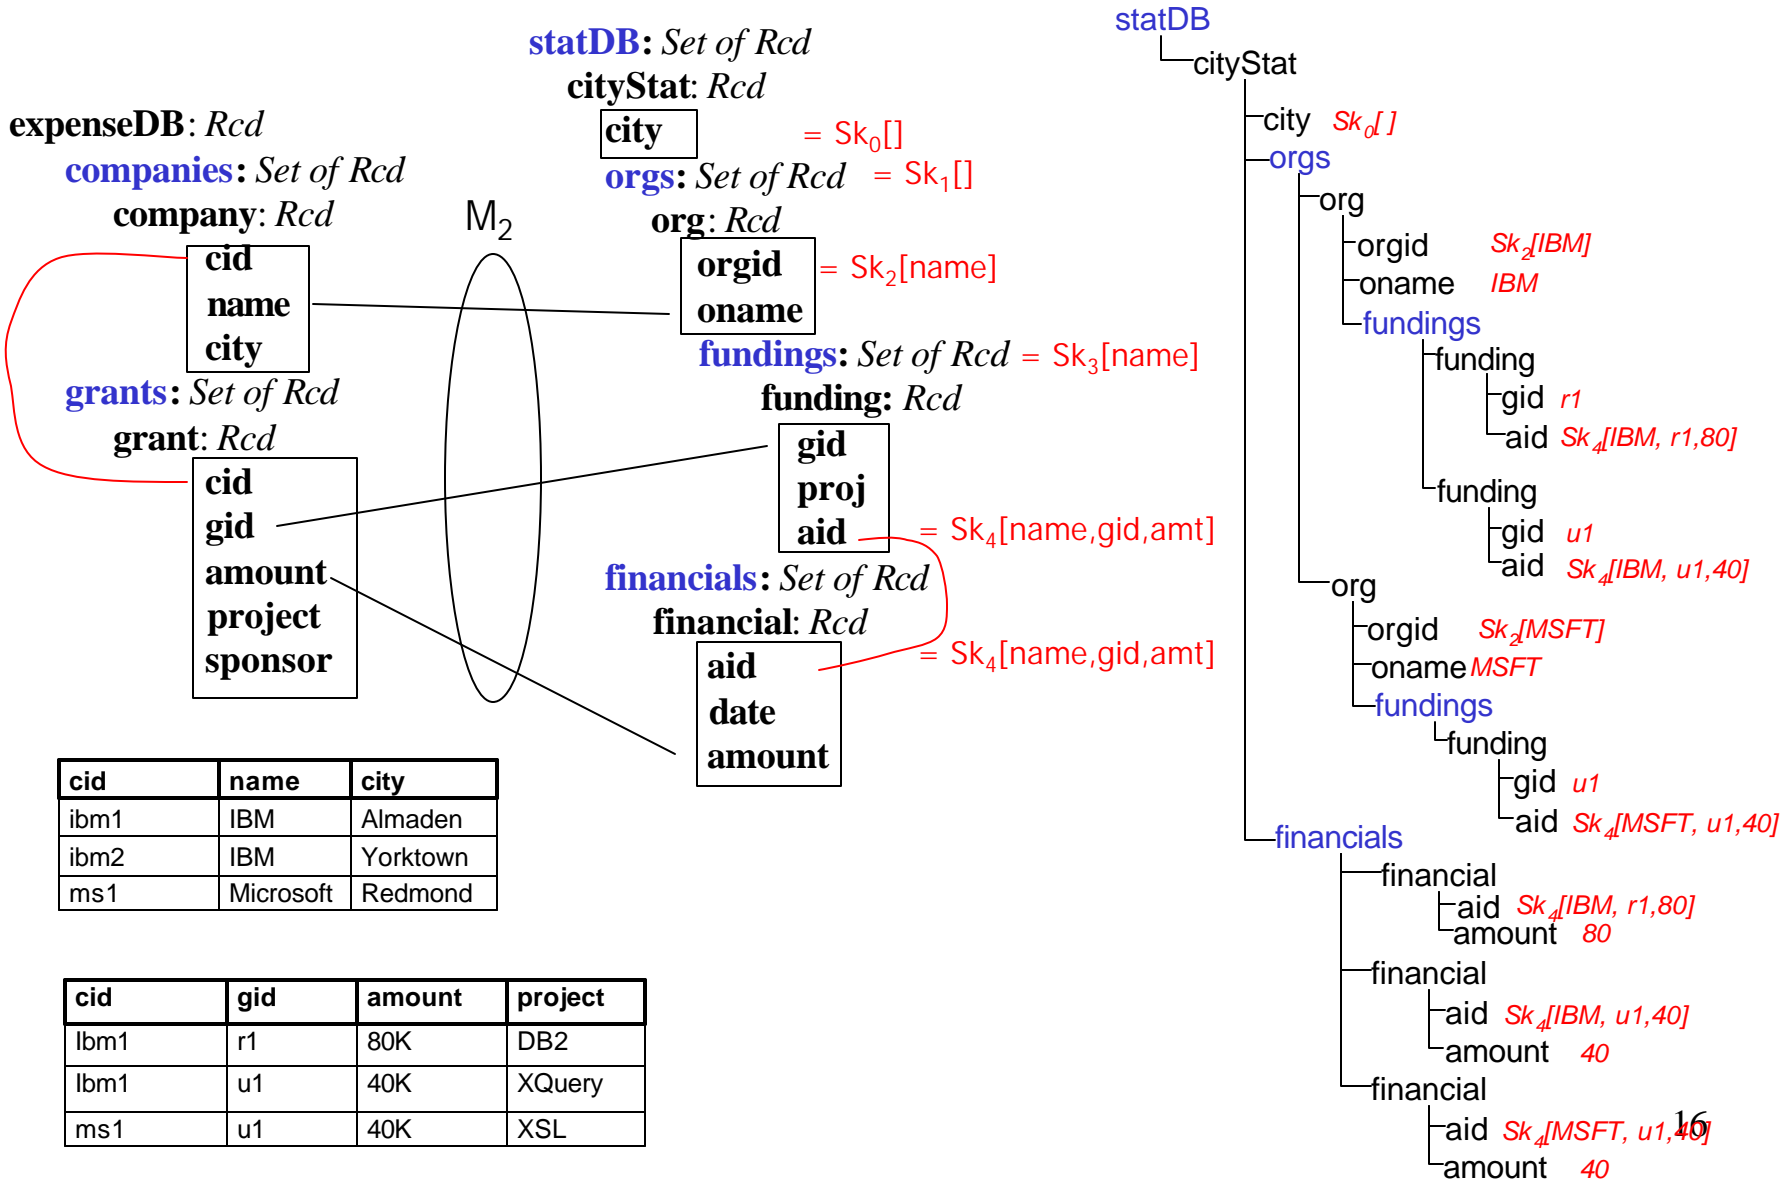 expenseDB: Rcd
companies: Set of Rcd
company: Rcd
cid
name
city
grants: Set of Rcd
grant: Rcd
cid
gid
amount
project
sponsor
M2
statDB: Set of Rcd
cityStat: Rcd
city = Sk0[]
orgs: Set of Rcd = Sk1[]
org: Rcd
orgid = Sk2[name]
oname
fundings: Set of Rcd = Sk3[name]
funding: Rcd
gid
proj
aid = Sk4[name,gid,amt]
financials: Set of Rcd
financial: Rcd
aid = Sk4[name,gid,amt]
date
amount
cid name city
ibm1 IBM Almaden
ibm2 IBM Yorktown
ms1 Microsoft Redmond
cid gid amount project
Ibm1 r1 80K DB2
Ibm1 u1 40K XQuery
ms1 u1 40K XSL
statDB
cityStat
city Sk0[ ]
orgs
org
orgid Sk2[IBM]
oname IBM
fundings
funding
gid r1
aid Sk4[IBM, r1,80]
funding
gid u1
aid Sk4[IBM, u1,40]
org
orgid Sk2[MSFT]
oname MSFT
fundings
funding
gid u1
aid Sk4[MSFT, u1,40]
financials
financial
aid Sk4[IBM, r1,80]
amount 80
financial
aid Sk4[IBM, u1,40]
amount 40
financial
aid Sk4[MSFT, u1,40]
amount 40
16